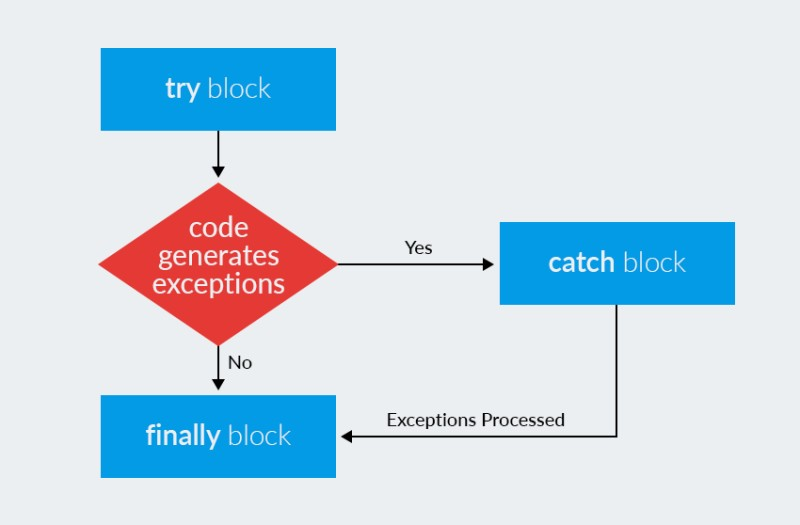 try block
code
generates
exceptions
Yes
catch block
No
Exceptions Processed
finally block